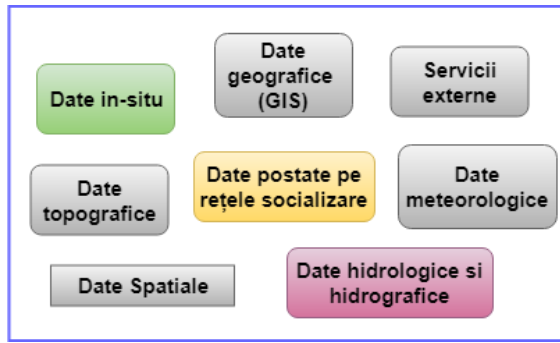 Date in-situ
Date
geografice
(GIS)
Servicii
externe
Date
topografice
Date postate pe
rețele socializare
Date
meteorologice
Date Spatiale
Date hidrologice si
hidrografice